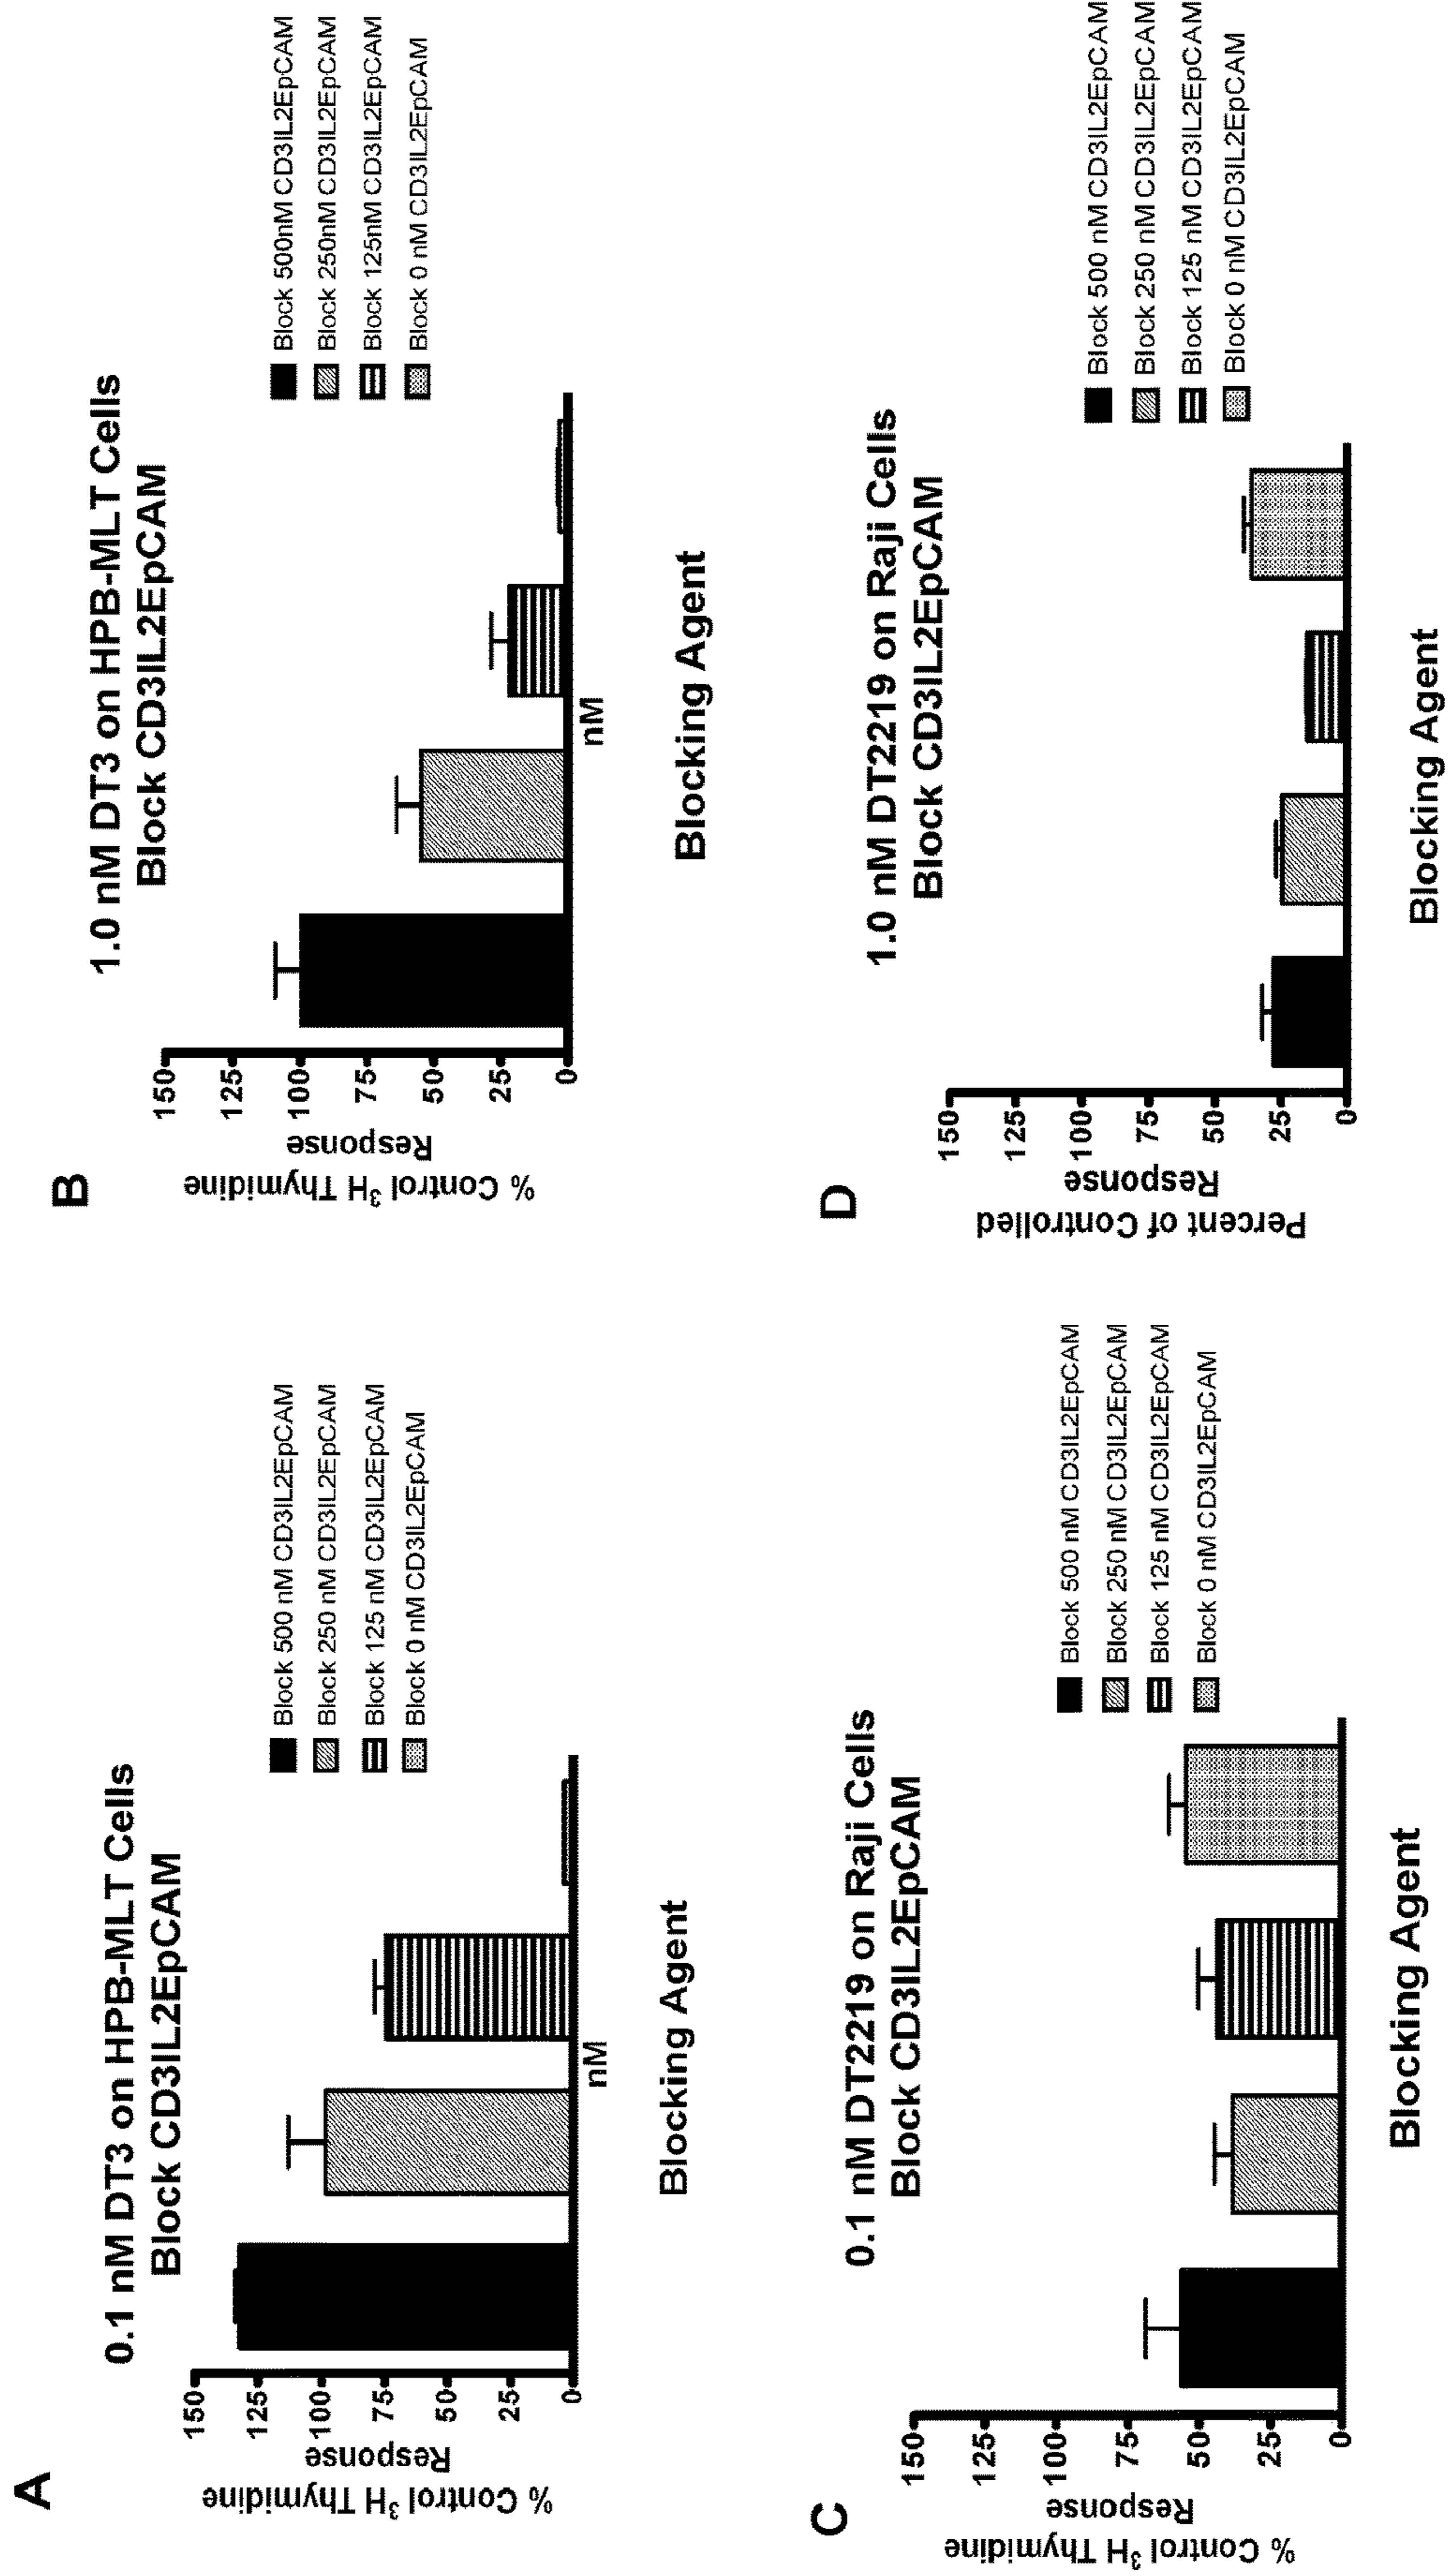 A
0.1 nM DT3 on HPB-MLT Cells
Block CD3IL2EpCAM
% Control ³H Thymidine
Response
150
125
100
75
50
25
0
nM
Blocking Agent
Block 500 nM CD3IL2EpCAM
Block 250 nM CD3IL2EpCAM
Block 125 nM CD3IL2EpCAM
Block 0 nM CD3IL2EpCAM
B
1.0 nM DT3 on HPB-MLT Cells
Block CD3IL2EpCAM
% Control ³H Thymidine
Response
150
125
100
75
50
25
0
nM
Blocking Agent
Block 500nM CD3IL2EpCAM
Block 250nM CD3IL2EpCAM
Block 125nM CD3IL2EpCAM
Block 0 nM CD3IL2EpCAM
C
0.1 nM DT2219 on Raji Cells
Block CD3IL2EpCAM
% Control ³H Thymidine
Response
150
125
100
75
50
25
0
Blocking Agent
Block 500 nM CD3IL2EpCAM
Block 250 nM CD3IL2EpCAM
Block 125 nM CD3IL2EpCAM
Block 0 nM CD3IL2EpCAM
D
1.0 nM DT2219 on Raji Cells
Block CD3IL2EpCAM
Percent of Controlled
Response
150
125
100
75
50
25
0
Blocking Agent
Block 500 nM CD3IL2EpCAM
Block 250 nM CD3IL2EpCAM
Block 125 nM CD3IL2EpCAM
Block 0 nM CD3IL2EpCAM